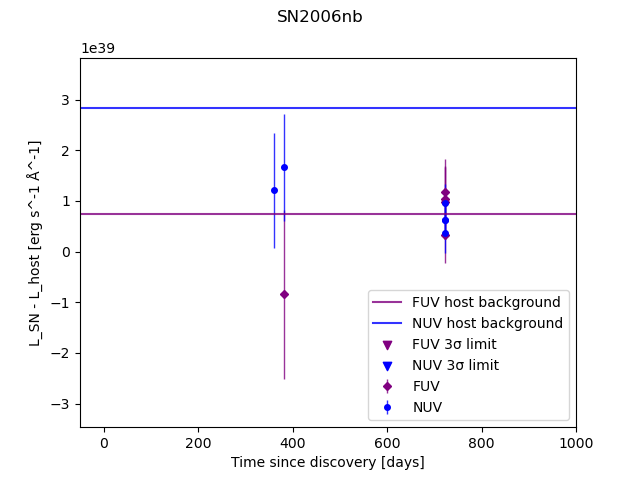 SN2006nb
1e39
L_SN - L_host [erg s^-1 Å^-1]
3
2
1
0
−1
−2
−3
FUV host background
NUV host background
FUV 3σ limit
NUV 3σ limit
FUV
NUV
0 200 400 600 800 1000
Time since discovery [days]